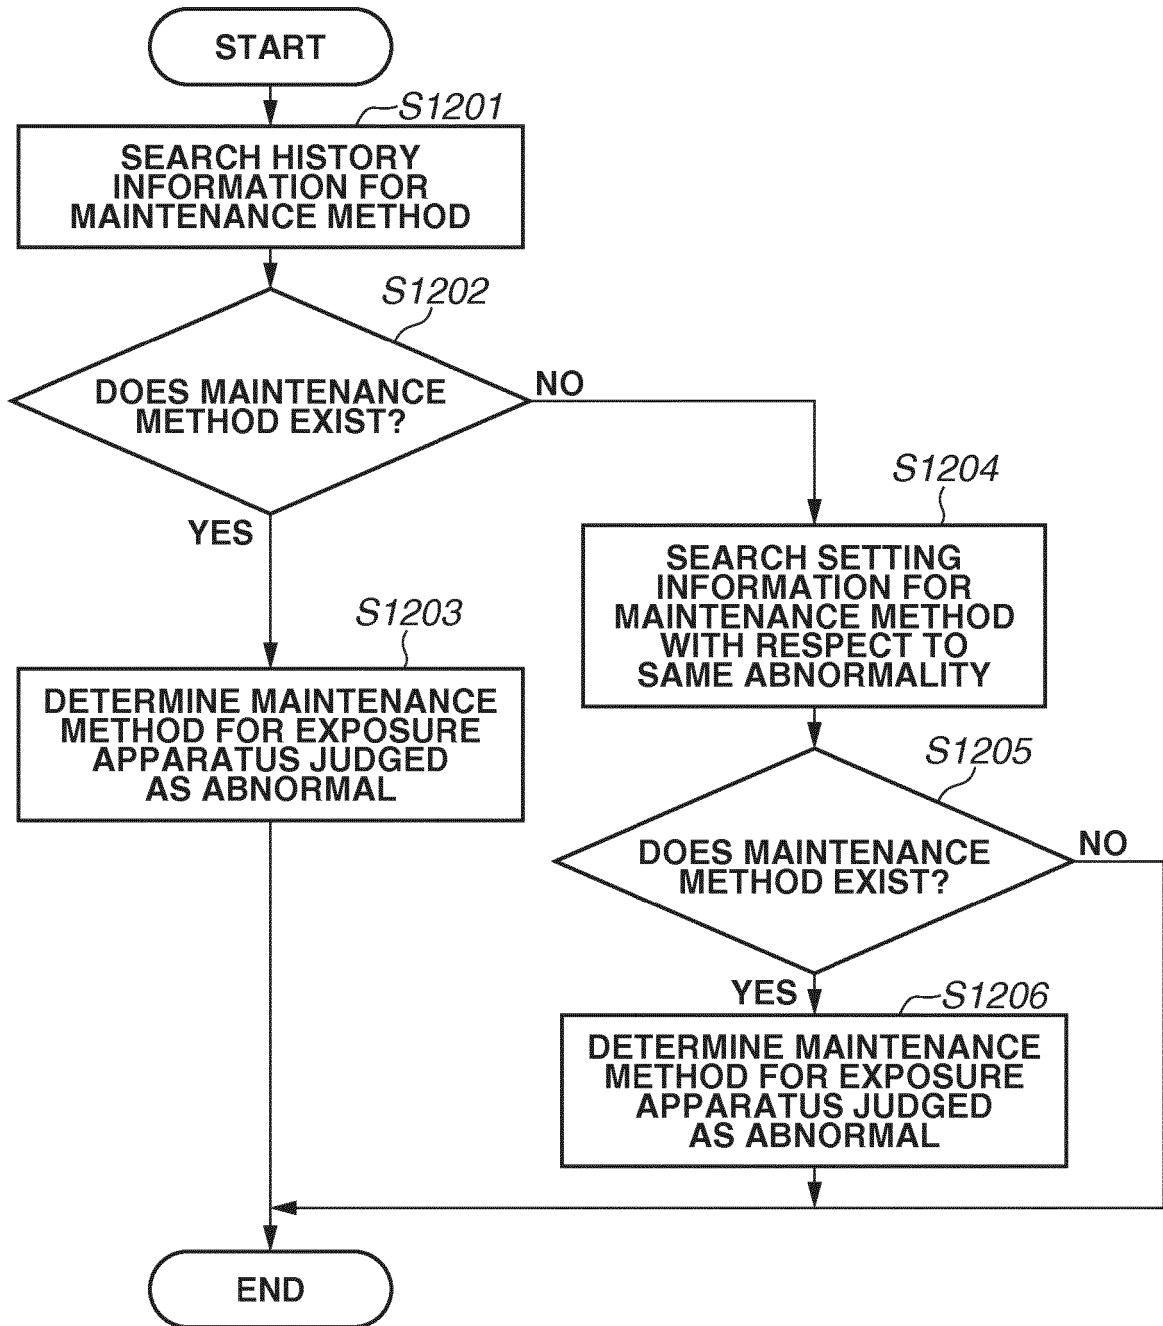 START
S1201
SEARCH HISTORY
INFORMATION FOR
MAINTENANCE METHOD
S1202
DOES MAINTENANCE
METHOD EXIST?
NO
YES
S1203
DETERMINE MAINTENANCE
METHOD FOR EXPOSURE
APPARATUS JUDGED
AS ABNORMAL
S1204
SEARCH SETTING
INFORMATION FOR
MAINTENANCE METHOD
WITH RESPECT TO
SAME ABNORMALITY
S1205
DOES MAINTENANCE
METHOD EXIST?
NO
YES
S1206
DETERMINE MAINTENANCE
METHOD FOR EXPOSURE
APPARATUS JUDGED
AS ABNORMAL
END